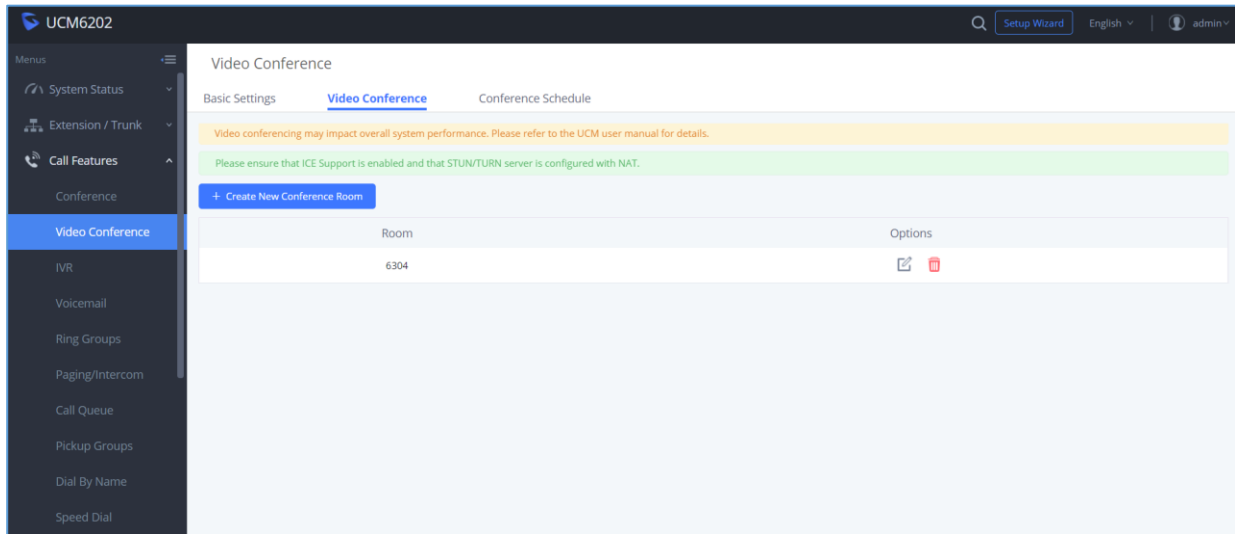 UCM6202
Setup Wizard
English
admin
Menus
System Status
Extension / Trunk
Call Features
Conference
Video Conference
IVR
Voicemail
Ring Groups
Paging/Intercom
Call Queue
Pickup Groups
Dial By Name
Speed Dial
Video Conference
Basic Settings Video Conference Conference Schedule
Video conferencing may impact overall system performance. Please refer to the UCM user manual for details.
Please ensure that ICE Support is enabled and that STUN/TURN server is configured with NAT.
+ Create New Conference Room
Room Options
6304